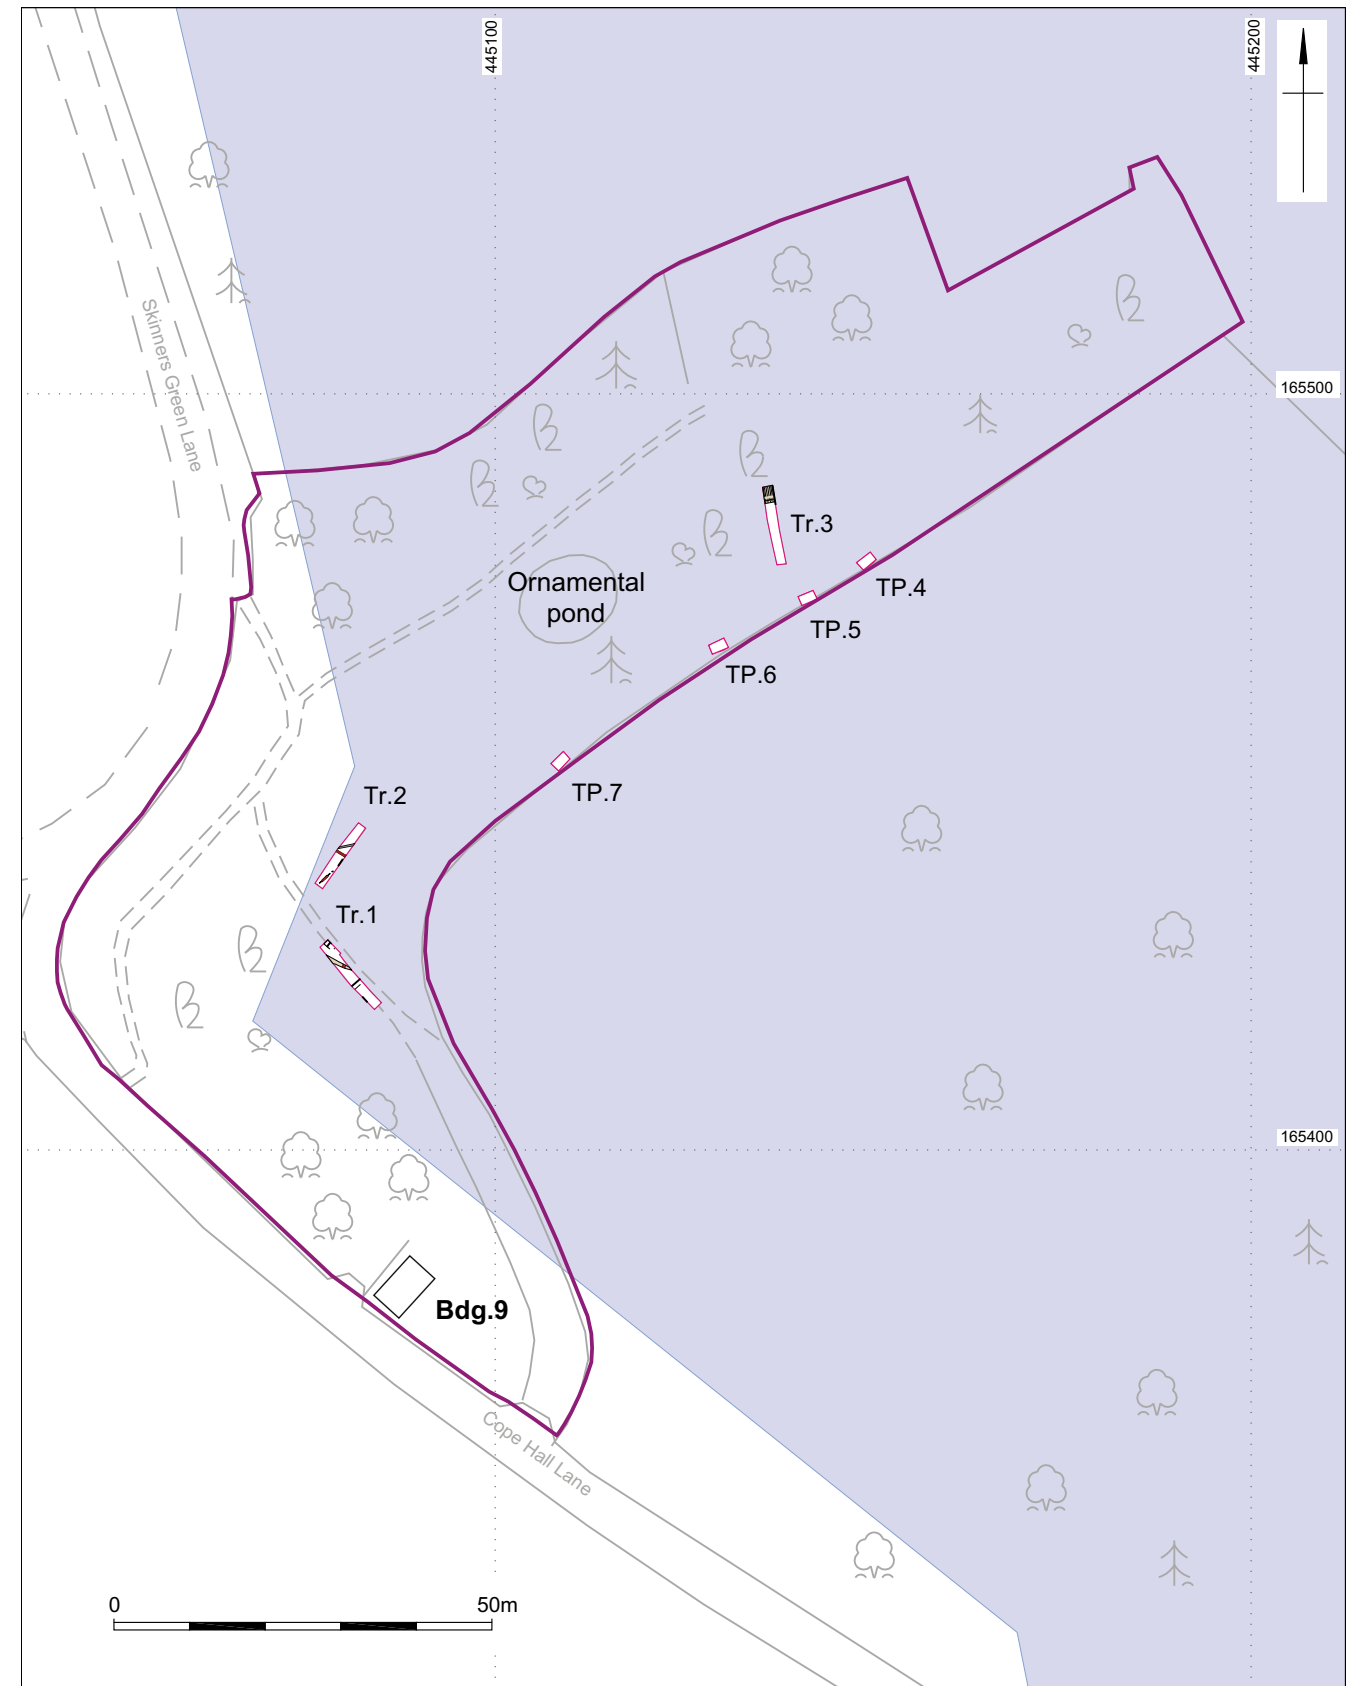 445100
445200
Skinners Green Lane
165500
Tr.3
Ornamental
pond
TP.4
TP.5
TP.6
TP.7
Tr.2
Tr.1
165400
Bdg.9
Cope Hall Lane
0
50m